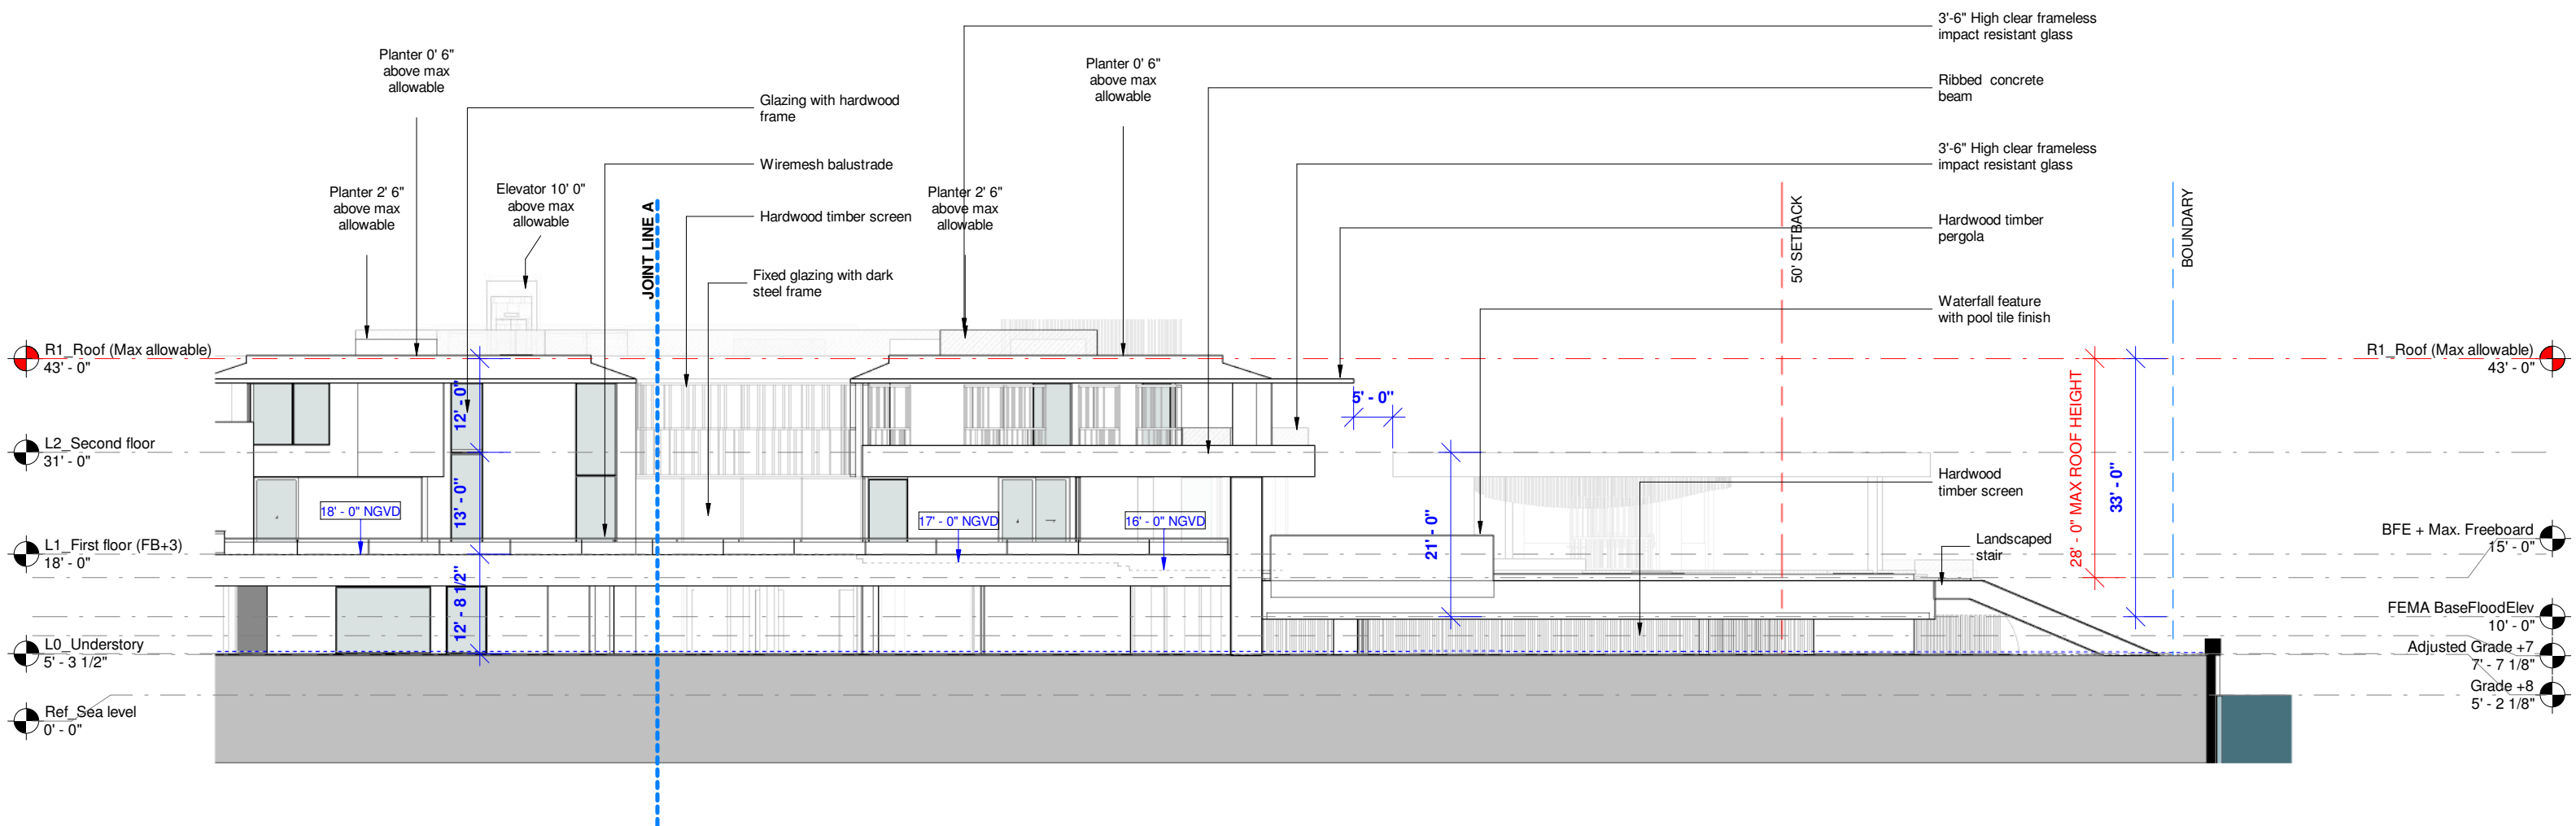 3'-6" High clear frameless
impact resistant glass
Planter 0' 6"
above max
allowable
Planter 0' 6"
above max
allowable
Ribbed concrete
beam
Glazing with hardwood
frame
3'-6" High clear frameless
impact resistant glass
Wiremesh balustrade
Planter 2' 6"
above max
allowable
Elevator 10' 0"
above max
allowable
JOINT LINE A
Hardwood timber screen
Planter 2' 6"
above max
allowable
Hardwood timber
pergola
50' SETBACK
BOUNDARY
Fixed glazing with dark
steel frame
Waterfall feature
with pool tile finish
R1_Roof (Max allowable)
43' - 0"
R1_Roof (Max allowable)
43' - 0"
12' - 0"
5' - 0"
28' - 0" MAX ROOF HEIGHT
33' - 0"
L2_Second floor
31' - 0"
Hardwood
timber screen
13' - 0"
18' - 0" NGVD
17' - 0" NGVD
16' - 0" NGVD
21' - 0"
Landscaped
stair
BFE + Max. Freeboard
15' - 0"
L1_First floor (FB+3)
18' - 0"
12' - 8 1/2"
FEMA BaseFloodElev
10' - 0"
L0_Understory
5' - 3 1/2"
Adjusted Grade +7
7' - 7 1/8"
Grade +8
5' - 2 1/8"
Ref_Sea level
0' - 0"